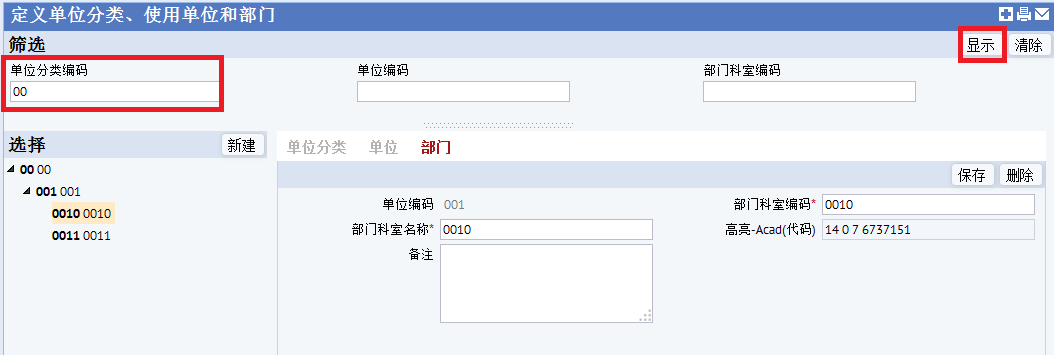 定义单位分类、使用单位和部门
筛选 显示 清除
单位分类编码 单位编码 部门科室编码
00
选择 新建
单位分类 单位 部门
00 00
保存 删除
001 001
单位编码 001 部门科室编码* 0010
0010 0010
部门科室名称* 0010 高亮-Acad(代码) 14 0 7 6737151
0011 0011
备注